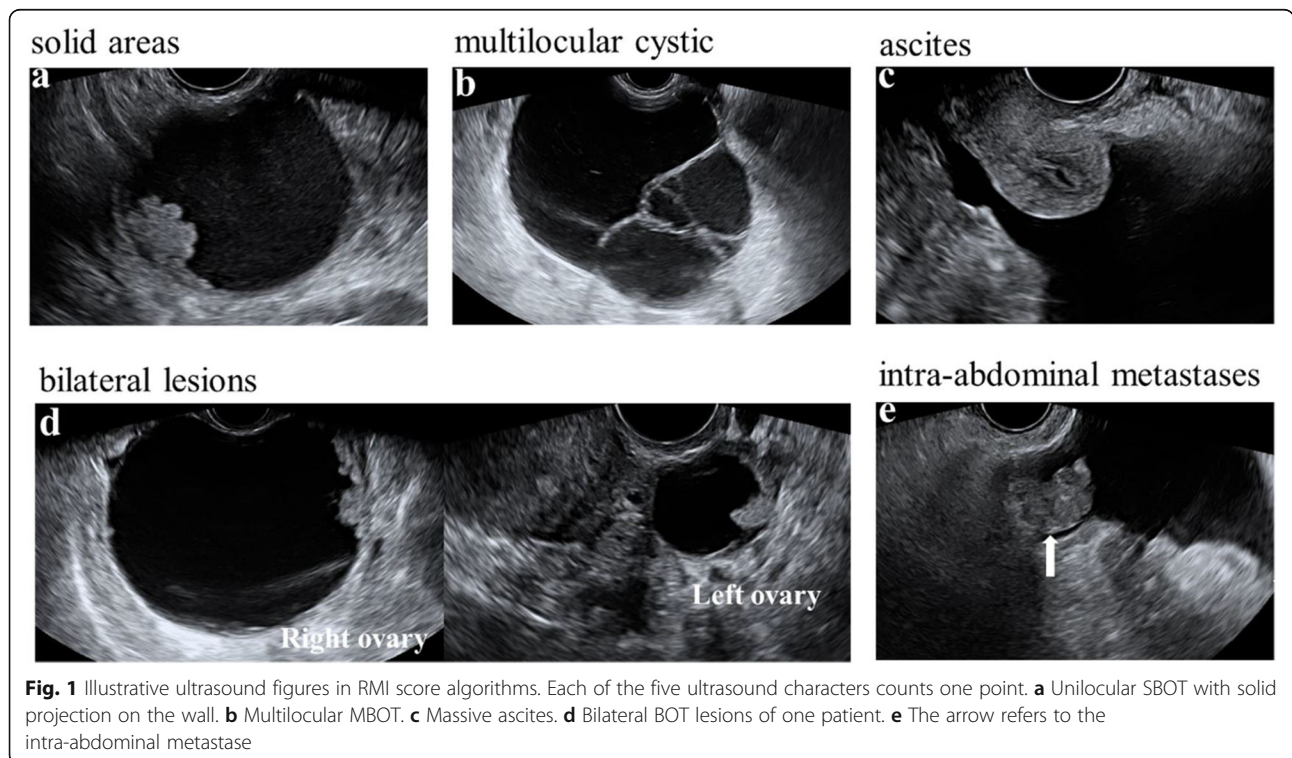 solid areas
multilocular cystic
ascites
a
b
c
bilateral lesions
intra-abdominal metastases
d
e
Right ovary
Left ovary
Fig. 1 Illustrative ultrasound figures in RMI score algorithms. Each of the five ultrasound characters counts one point. a Unilocular SBOT with solid
projection on the wall. b Multilocular MBOT. c Massive ascites. d Bilateral BOT lesions of one patient. e The arrow refers to the
intra-abdominal metastase